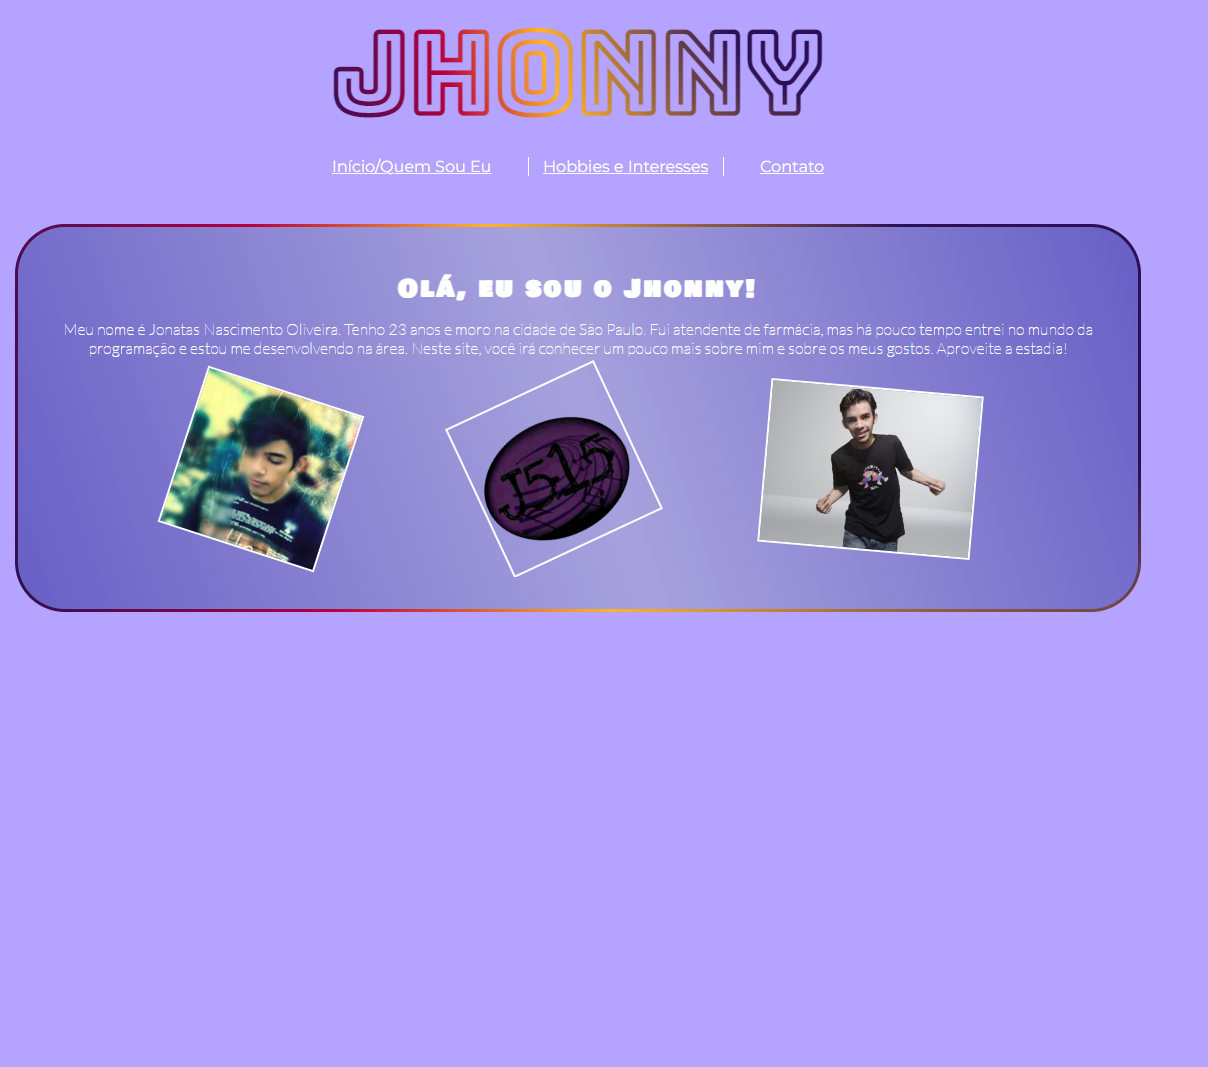 JHONNY
Início/Quem Sou Eu
Hobbies e Interesses
Contato
Olá, eu sou o Jhonny!
Meu nome é Jonatas Nascimento Oliveira. Tenho 23 anos e moro na cidade de São Paulo. Fui atendente de farmácia, mas há pouco tempo entrei no mundo da
programação e estou me desenvolvendo na área. Neste site, você irá conhecer um pouco mais sobre mim e sobre os meus gostos. Aproveite a estadia!
J515